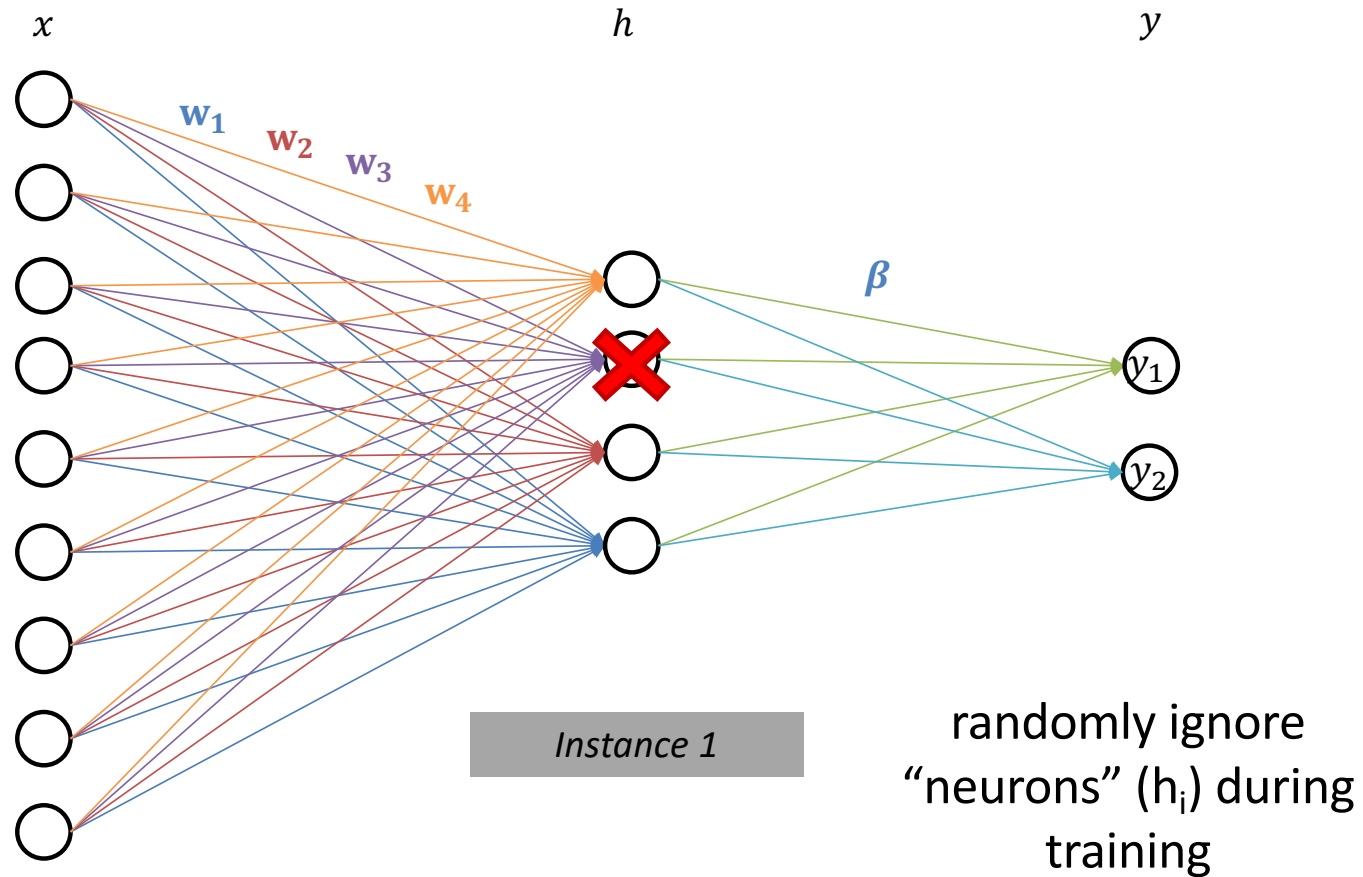 x h y
w₁
w₂
w₃
w₄
β
y₁
y₂
Instance 1
randomly ignore
“neurons” (hᵢ) during
training